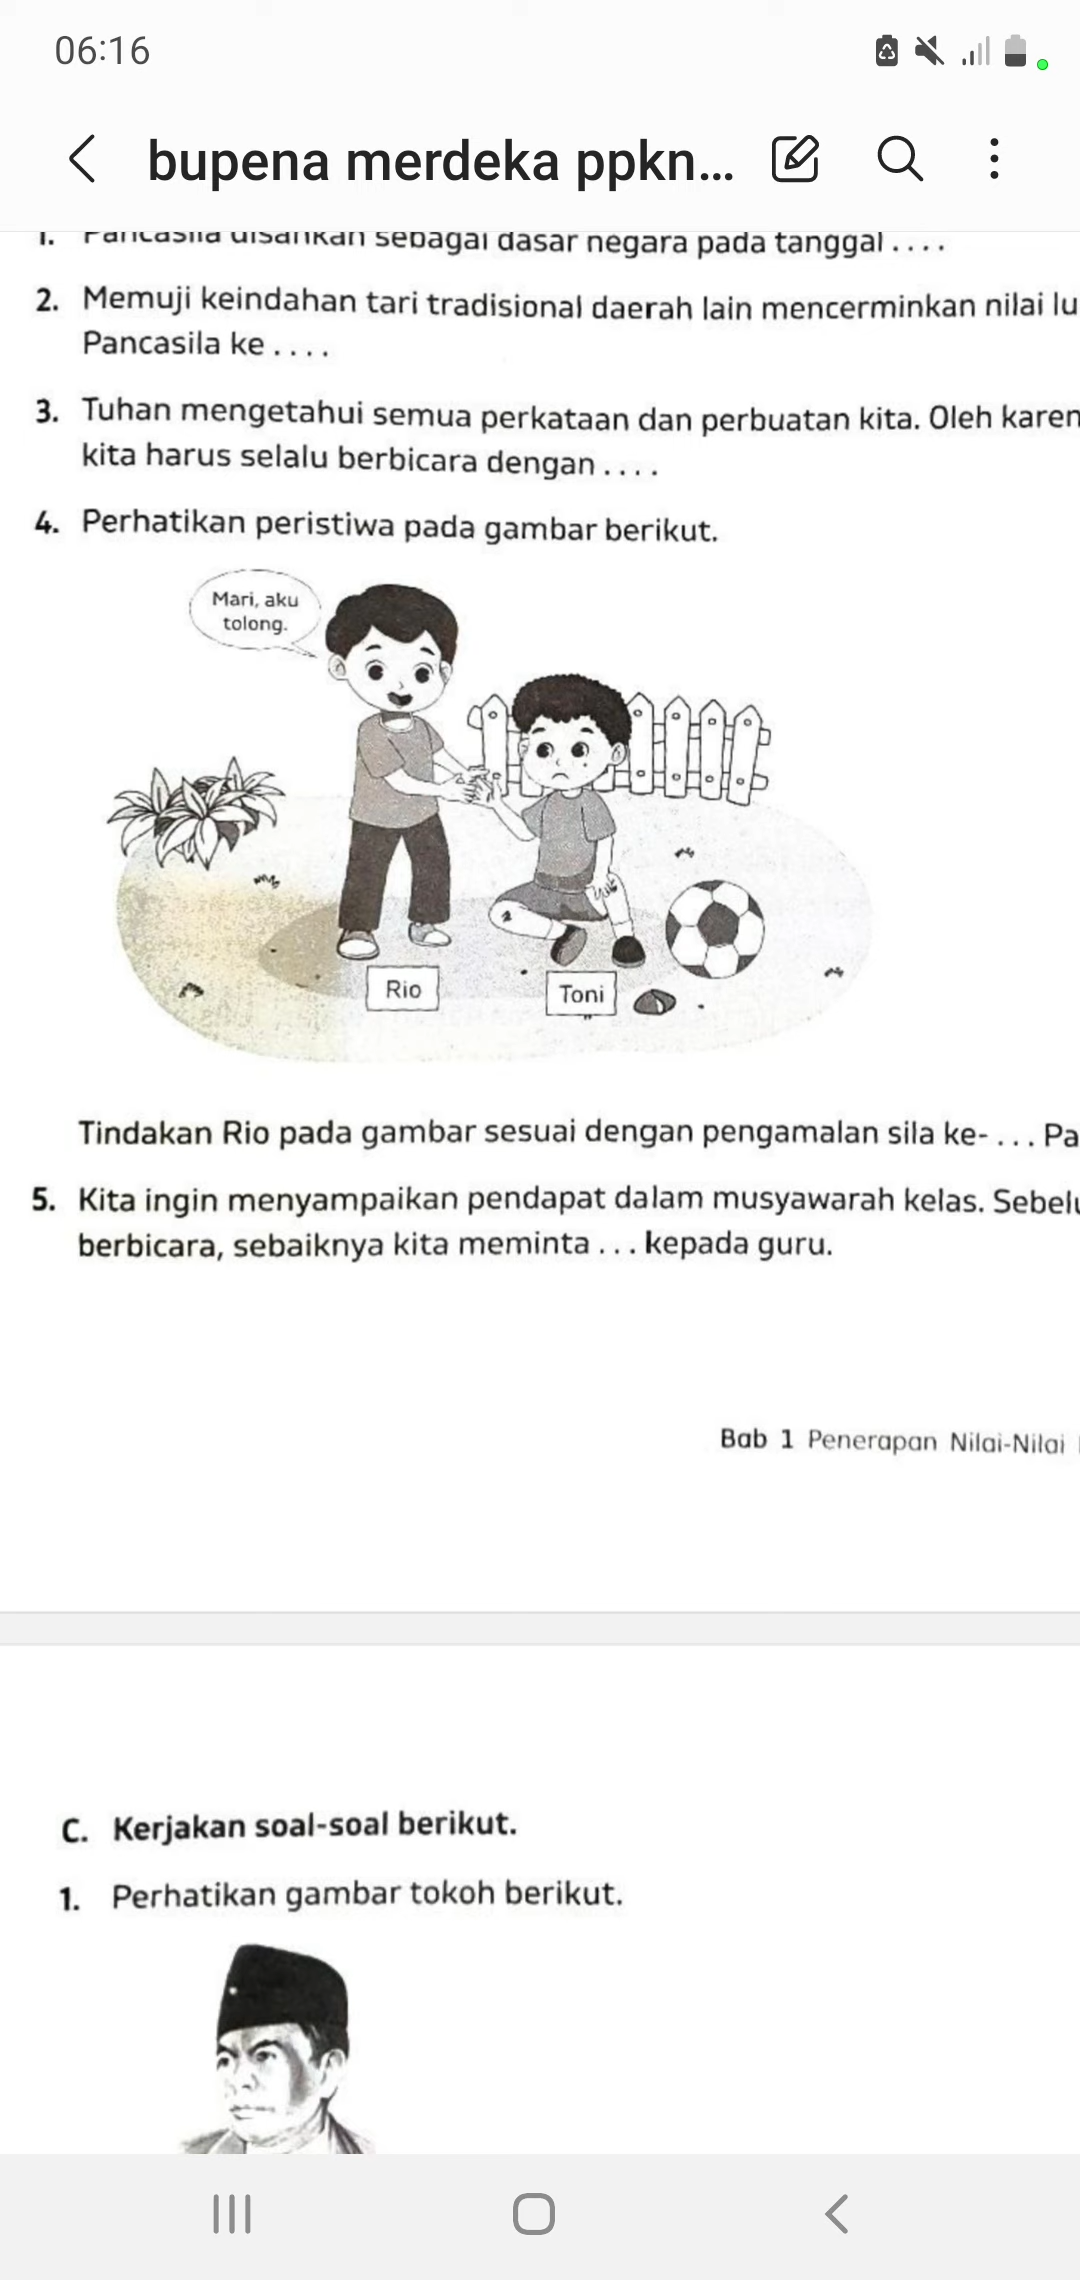 06:16
bupena merdeka ppkn...
1. Pancasila disahkan sebagai dasar negara pada tanggal . . . .
2. Memuji keindahan tari tradisional daerah lain mencerminkan nilai lu
Pancasila ke . . . .
3. Tuhan mengetahui semua perkataan dan perbuatan kita. Oleh karen
kita harus selalu berbicara dengan . . . .
4. Perhatikan peristiwa pada gambar berikut.
Mari, aku
tolong.
Rio
Toni
Tindakan Rio pada gambar sesuai dengan pengamalan sila ke- . . . Pa
5. Kita ingin menyampaikan pendapat dalam musyawarah kelas. Sebelu
berbicara, sebaiknya kita meminta . . . kepada guru.
Bab 1 Penerapan Nilai-Nilai
C. Kerjakan soal-soal berikut.
1. Perhatikan gambar tokoh berikut.